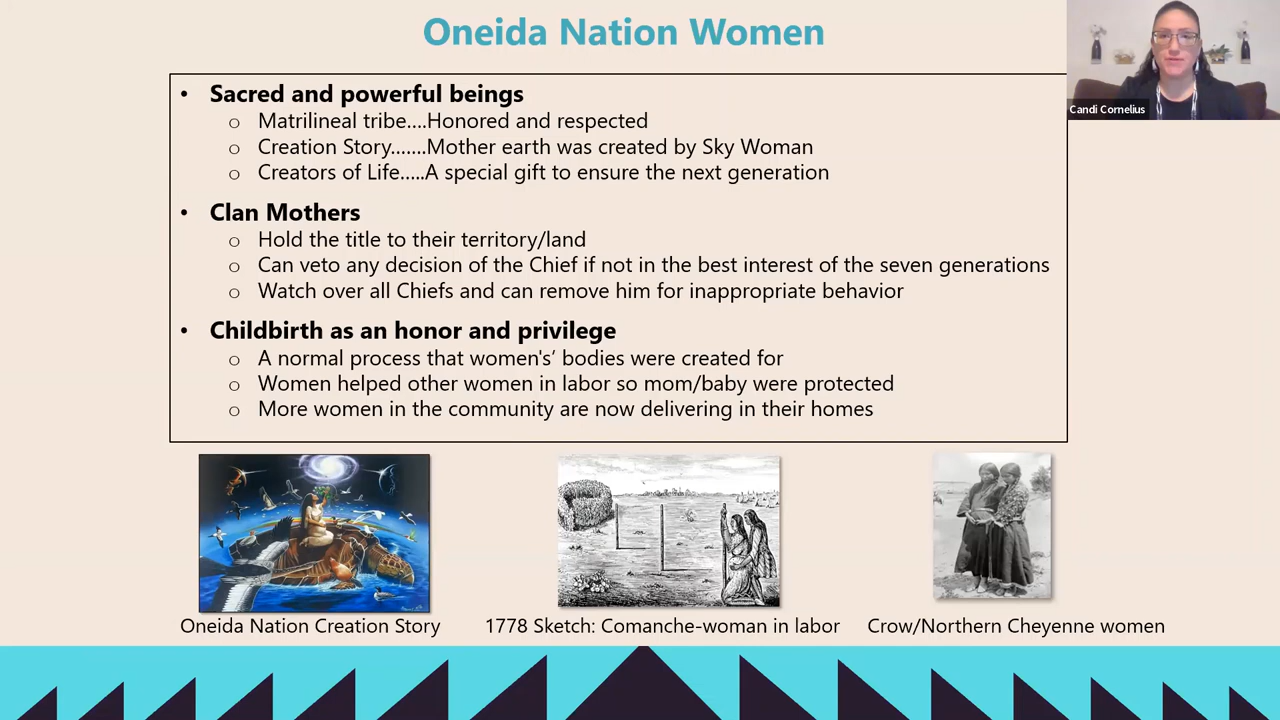 Oneida Nation Women
Candi Cornelius
• Sacred and powerful beings
o Matrilineal tribe....Honored and respected
o Creation Story.......Mother earth was created by Sky Woman
o Creators of Life.....A special gift to ensure the next generation
• Clan Mothers
o Hold the title to their territory/land
o Can veto any decision of the Chief if not in the best interest of the seven generations
o Watch over all Chiefs and can remove him for inappropriate behavior
• Childbirth as an honor and privilege
o A normal process that women's‘ bodies were created for
o Women helped other women in labor so mom/baby were protected
o More women in the community are now delivering in their homes
Oneida Nation Creation Story
1778 Sketch: Comanche-woman in labor
Crow/Northern Cheyenne women